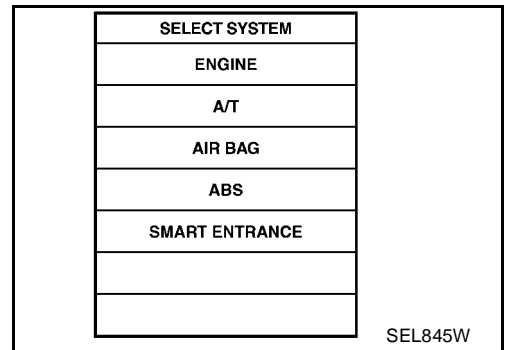 SELECT SYSTEM
ENGINE
A/T
AIR BAG
ABS
SMART ENTRANCE
SEL845W